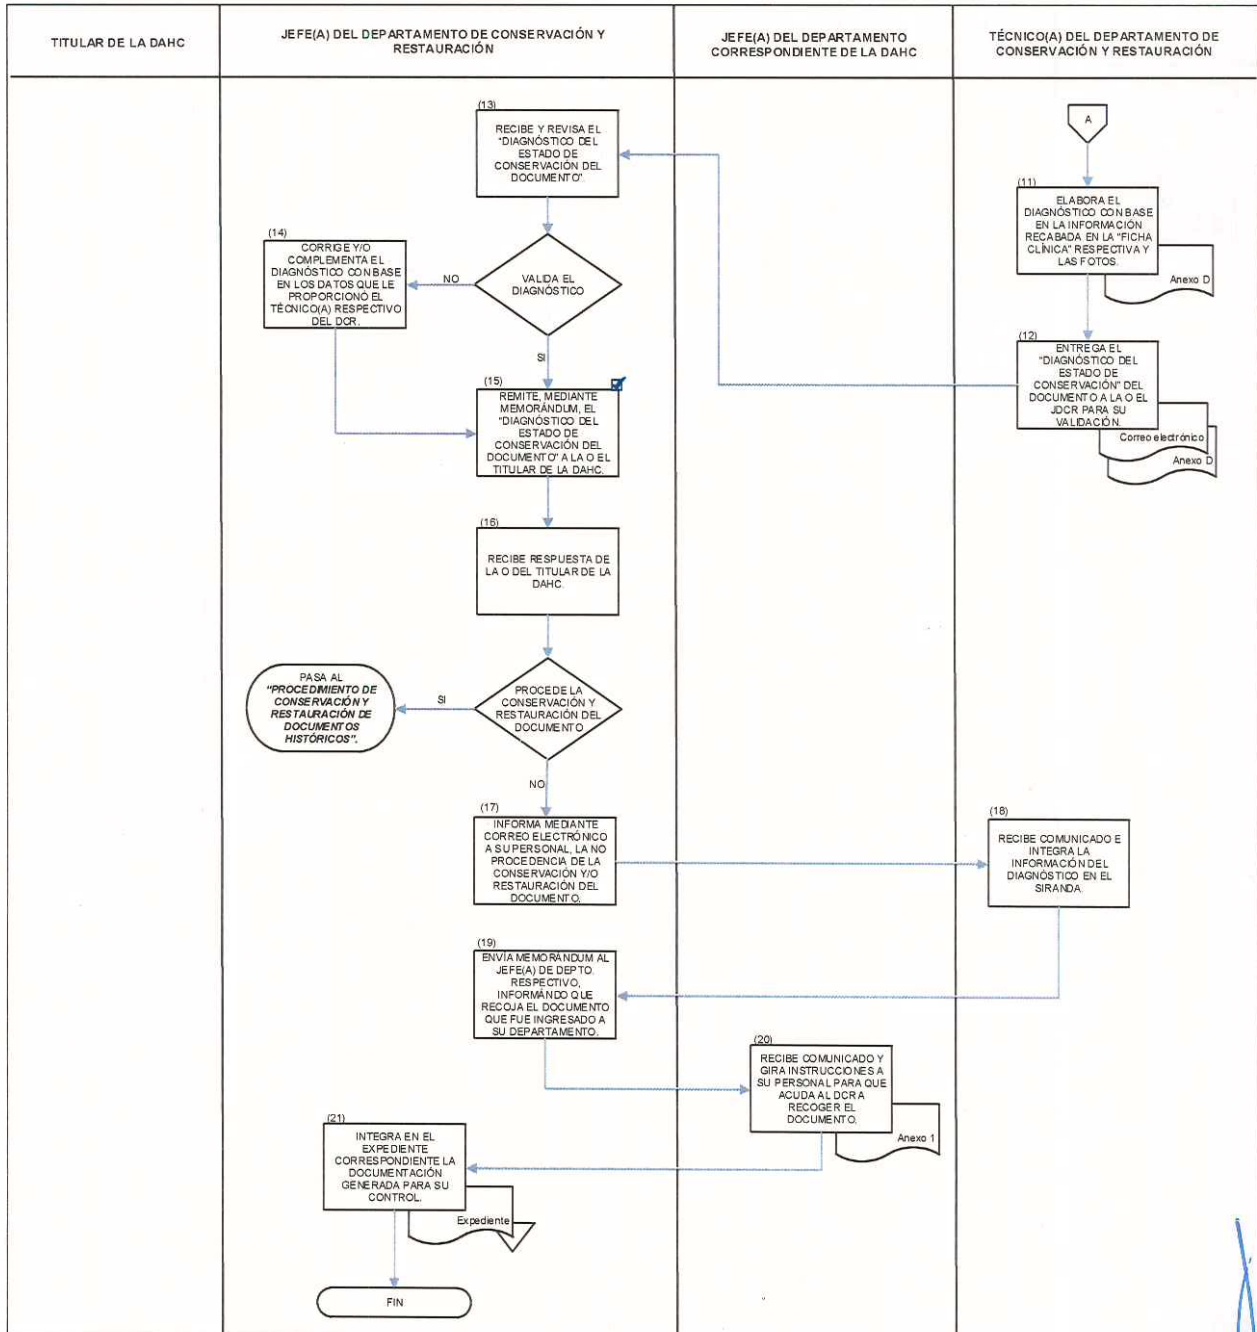 TITULAR DE LA DAHC
JEFE(A) DEL DEPARTAMENTO DE CONSERVACIÓN Y
RESTAURACIÓN
JEFE(A) DEL DEPARTAMENTO
CORRESPONDIENTE DE LA DAHC
TÉCNICO(A) DEL DEPARTAMENTO DE
CONSERVACIÓN Y RESTAURACIÓN
A
(11)
ELABORA EL
DIAGNÓSTICO CON BASE
EN LA INFORMACIÓN
RECABADA EN LA "FICHA
CLÍNICA" RESPECTIVA Y
LAS FOTOS.
Anexo D
(12)
ENTREGA EL
"DIAGNÓSTICO DEL
ESTADO DE
CONSERVACIÓN" DEL
DOCUMENTO A LA O EL
JDCR PARA SU
VALIDACIÓN.
Correo electrónico
Anexo D
(13)
RECIBE Y REVISA EL
"DIAGNÓSTICO DEL
ESTADO DE
CONSERVACIÓN DEL
DOCUMENTO".
VALIDA EL
DIAGNÓSTICO
NO
SI
(14)
CORRIGE Y/O
COMPLEMENTA EL
DIAGNÓSTICO CON BASE
EN LOS DATOS QUE LE
PROPORCIONÓ EL
TÉCNICO(A) RESPECTIVO
DEL DCR.
(15)
REMITE, MEDIANTE
MEMORÁNDUM, EL
"DIAGNÓSTICO DEL
ESTADO DE
CONSERVACIÓN DEL
DOCUMENTO" A LA O EL
TITULAR DE LA DAHC.
(16)
RECIBE RESPUESTA DE
LA O DEL TITULAR DE LA
DAHC.
PROCEDE LA
CONSERVACIÓN Y
RESTAURACIÓN DEL
DOCUMENTO
SI
PASA AL
"PROCEDIMIENTO DE
CONSERVACIÓN Y
RESTAURACIÓN DE
DOCUMENTOS
HISTÓRICOS".
NO
(17)
INFORMA MEDIANTE
CORREO ELECTRÓNICO
A SU PERSONAL, LA NO
PROCEDENCIA DE LA
CONSERVACIÓN Y/O
RESTAURACIÓN DEL
DOCUMENTO.
(18)
RECIBE COMUNICADO E
INTEGRA LA
INFORMACIÓN DEL
DIAGNÓSTICO EN EL
SIRANDA
(19)
ENVÍA MEMORÁNDUM AL
JEFE(A) DE DEPTO.
RESPECTIVO,
INFORMÁNDO QUE
RECOJA EL DOCUMENTO
QUE FUE INGRESADO A
SU DEPARTAMENTO.
(20)
RECIBE COMUNICADO Y
GIRA INSTRUCCIONES A
SU PERSONAL PARA QUE
ACUDA AL DCR A
RECOGER EL
DOCUMENTO.
Anexo 1
(21)
INTEGRA EN EL
EXPEDIENTE
CORRESPONDIENTE LA
DOCUMENTACIÓN
GENERADA PARA SU
CONTROL.
Expediente
FIN